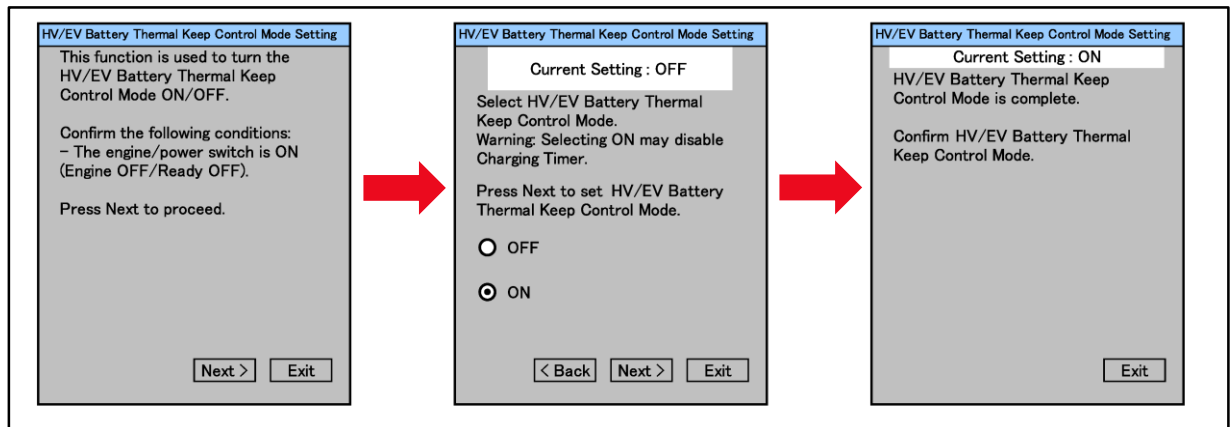 HV/EV Battery Thermal Keep Control Mode Setting
This function is used to turn the
HV/EV Battery Thermal Keep
Control Mode ON/OFF.
Confirm the following conditions:
- The engine/power switch is ON
(Engine OFF/Ready OFF).
Press Next to proceed.
Next >
Exit
HV/EV Battery Thermal Keep Control Mode Setting
Current Setting : OFF
Select HV/EV Battery Thermal
Keep Control Mode.
Warning: Selecting ON may disable
Charging Timer.
Press Next to set HV/EV Battery
Thermal Keep Control Mode.
OFF
ON
< Back
Next >
Exit
HV/EV Battery Thermal Keep Control Mode Setting
Current Setting : ON
HV/EV Battery Thermal Keep
Control Mode is complete.
Confirm HV/EV Battery Thermal
Keep Control Mode.
Exit